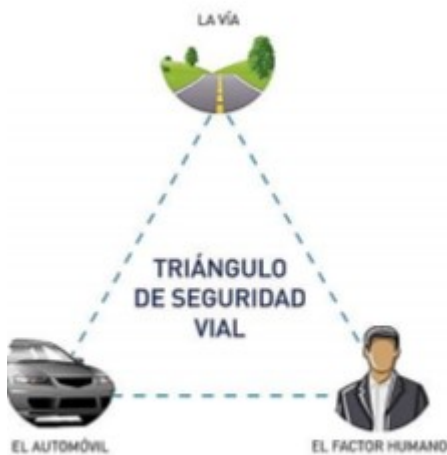 LA VÍA
TRIÁNGULO
DE SEGURIDAD
VIAL
EL AUTOMÓVIL
EL FACTOR HUMANO